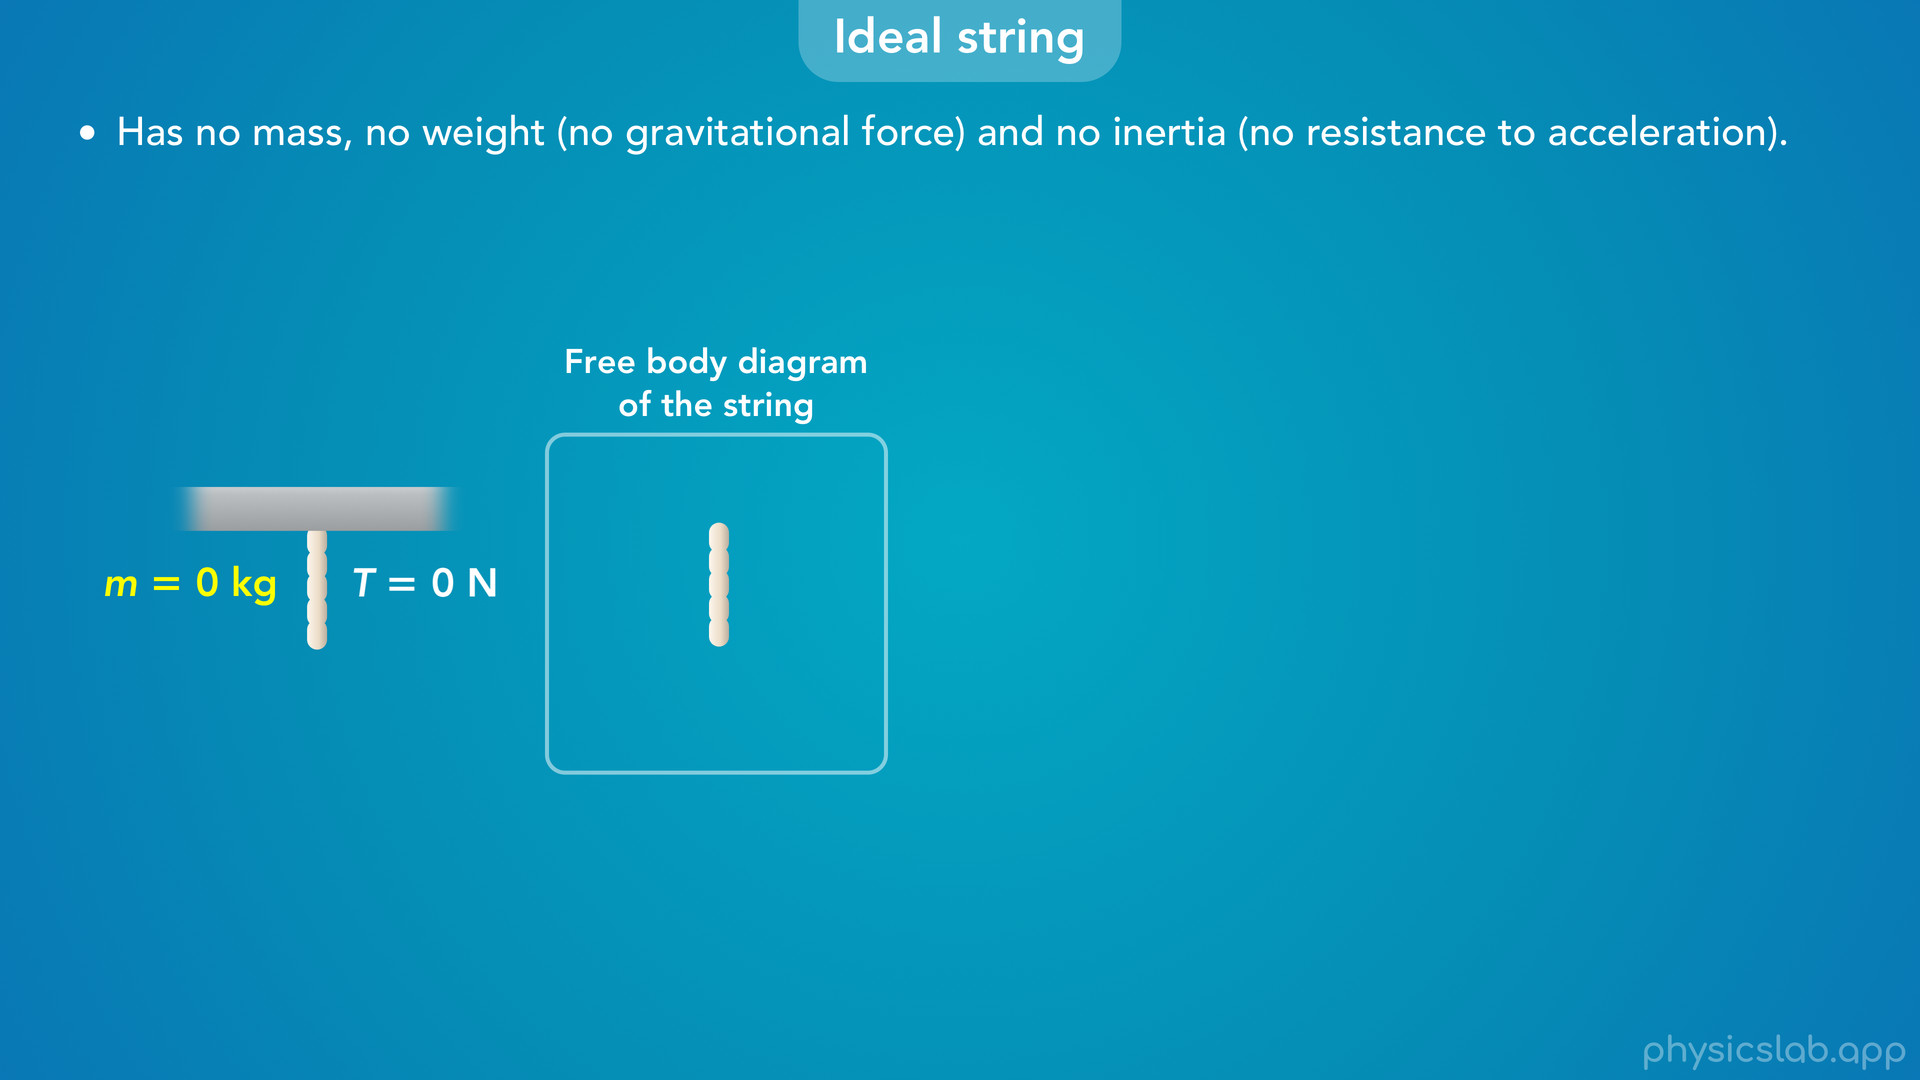 Ideal string
• Has no mass, no weight (no gravitational force) and no inertia (no resistance to acceleration).
Free body diagram
of the string
m = 0 kg
T = 0 N
physicslab.app